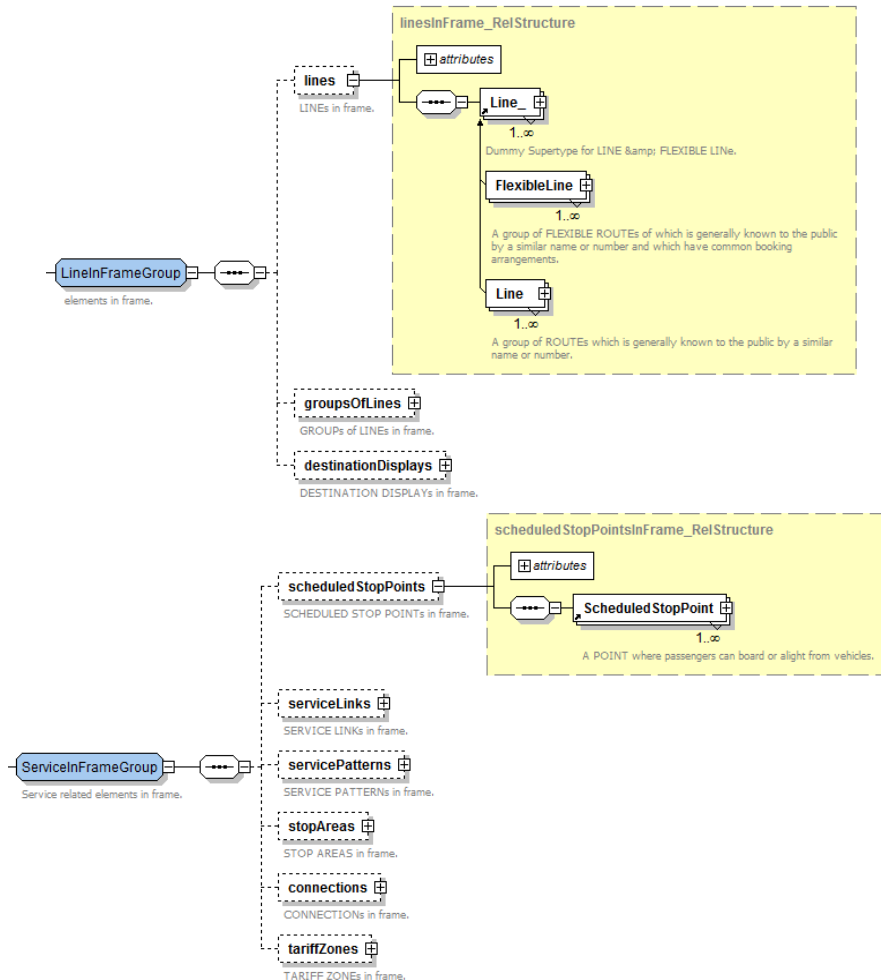 linesInFrame_RelStructure
attributes
lines
LINEs in frame.
Line_
1..∞
Dummy Supertype for LINE &amp; FLEXIBLE LINe.
FlexibleLine
1..∞
A group of FLEXIBLE ROUTEs of which is generally known to the public
by a similar name or number and which have common booking
arrangements.
LineInFrameGroup
elements in frame.
Line
1..∞
A group of ROUTEs which is generally known to the public by a similar
name or number.
groupsOfLines
GROUPs of LINEs in frame.
destinationDisplays
DESTINATION DISPLAYs in frame.
scheduledStopPointsInFrame_RelStructure
attributes
scheduledStopPoints
SCHEDULED STOP POINTs in frame.
ScheduledStopPoint
1..∞
A POINT where passengers can board or alight from vehicles.
serviceLinks
SERVICE LINKs in frame.
ServiceInFrameGroup
Service related elements in frame.
servicePatterns
SERVICE PATTERNs in frame.
stopAreas
STOP AREAS in frame.
connections
CONNECTIONs in frame.
tariffZones
TARIFF ZONEs in frame.